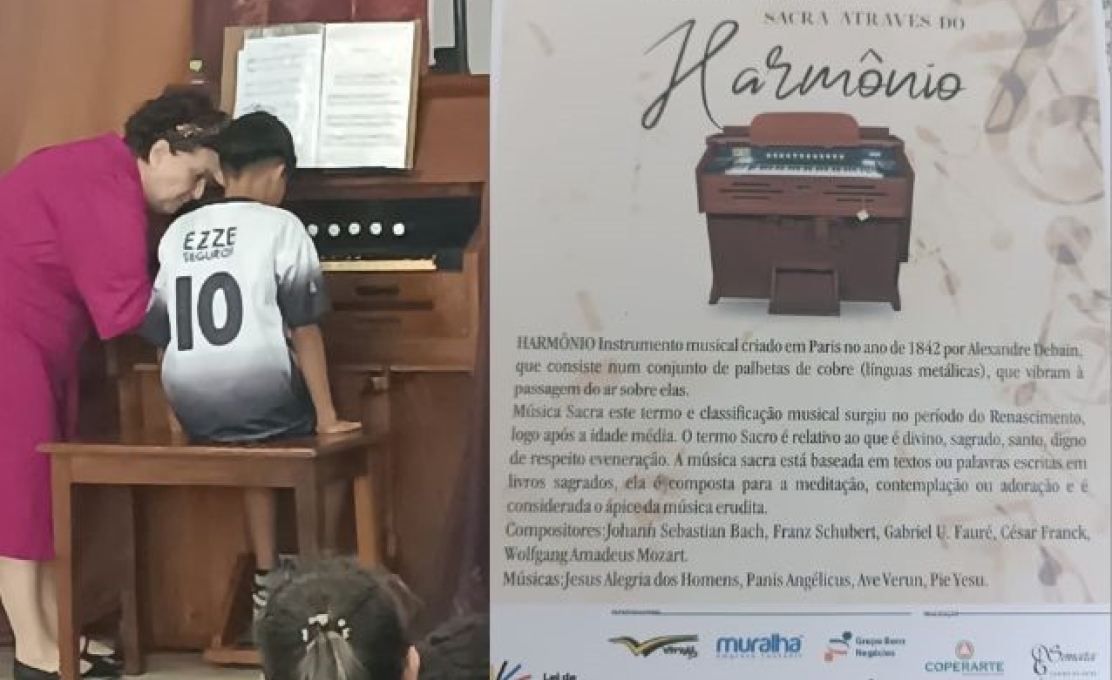 EZZE
SEGUROS
10
SACRA ATRAVÉS DO
Harmônio
HARMÔNIO Instrumento musical criado em Paris no ano de 1842 por Alexandre Debain,
que consiste num conjunto de palhetas de cobre (línguas metálicas), que vibram à
passagem do ar sobre elas.
Música Sacra este termo e classificação musical surgiu no período do Renascimento,
logo após a idade média. O termo Sacro é relativo ao que é divino, sagrado, santo, digno
de respeito eveneração. A música sacra está baseada em textos ou palavras escritas em
livros sagrados, ela é composta para a meditação, contemplação ou adoração e é
considerada o ápice da música erudita.
Compositores: Johann Sebastian Bach, Franz Schubert, Gabriel U. Fauré, César Franck,
Wolfgang Amadeus Mozart.
Músicas: Jesus Alegria dos Homens, Panis Angélicus, Ave Verun, Pie Yesu.
muralha
Grupo Bom
Negócios
COPERARTE
Sonata
Lei de